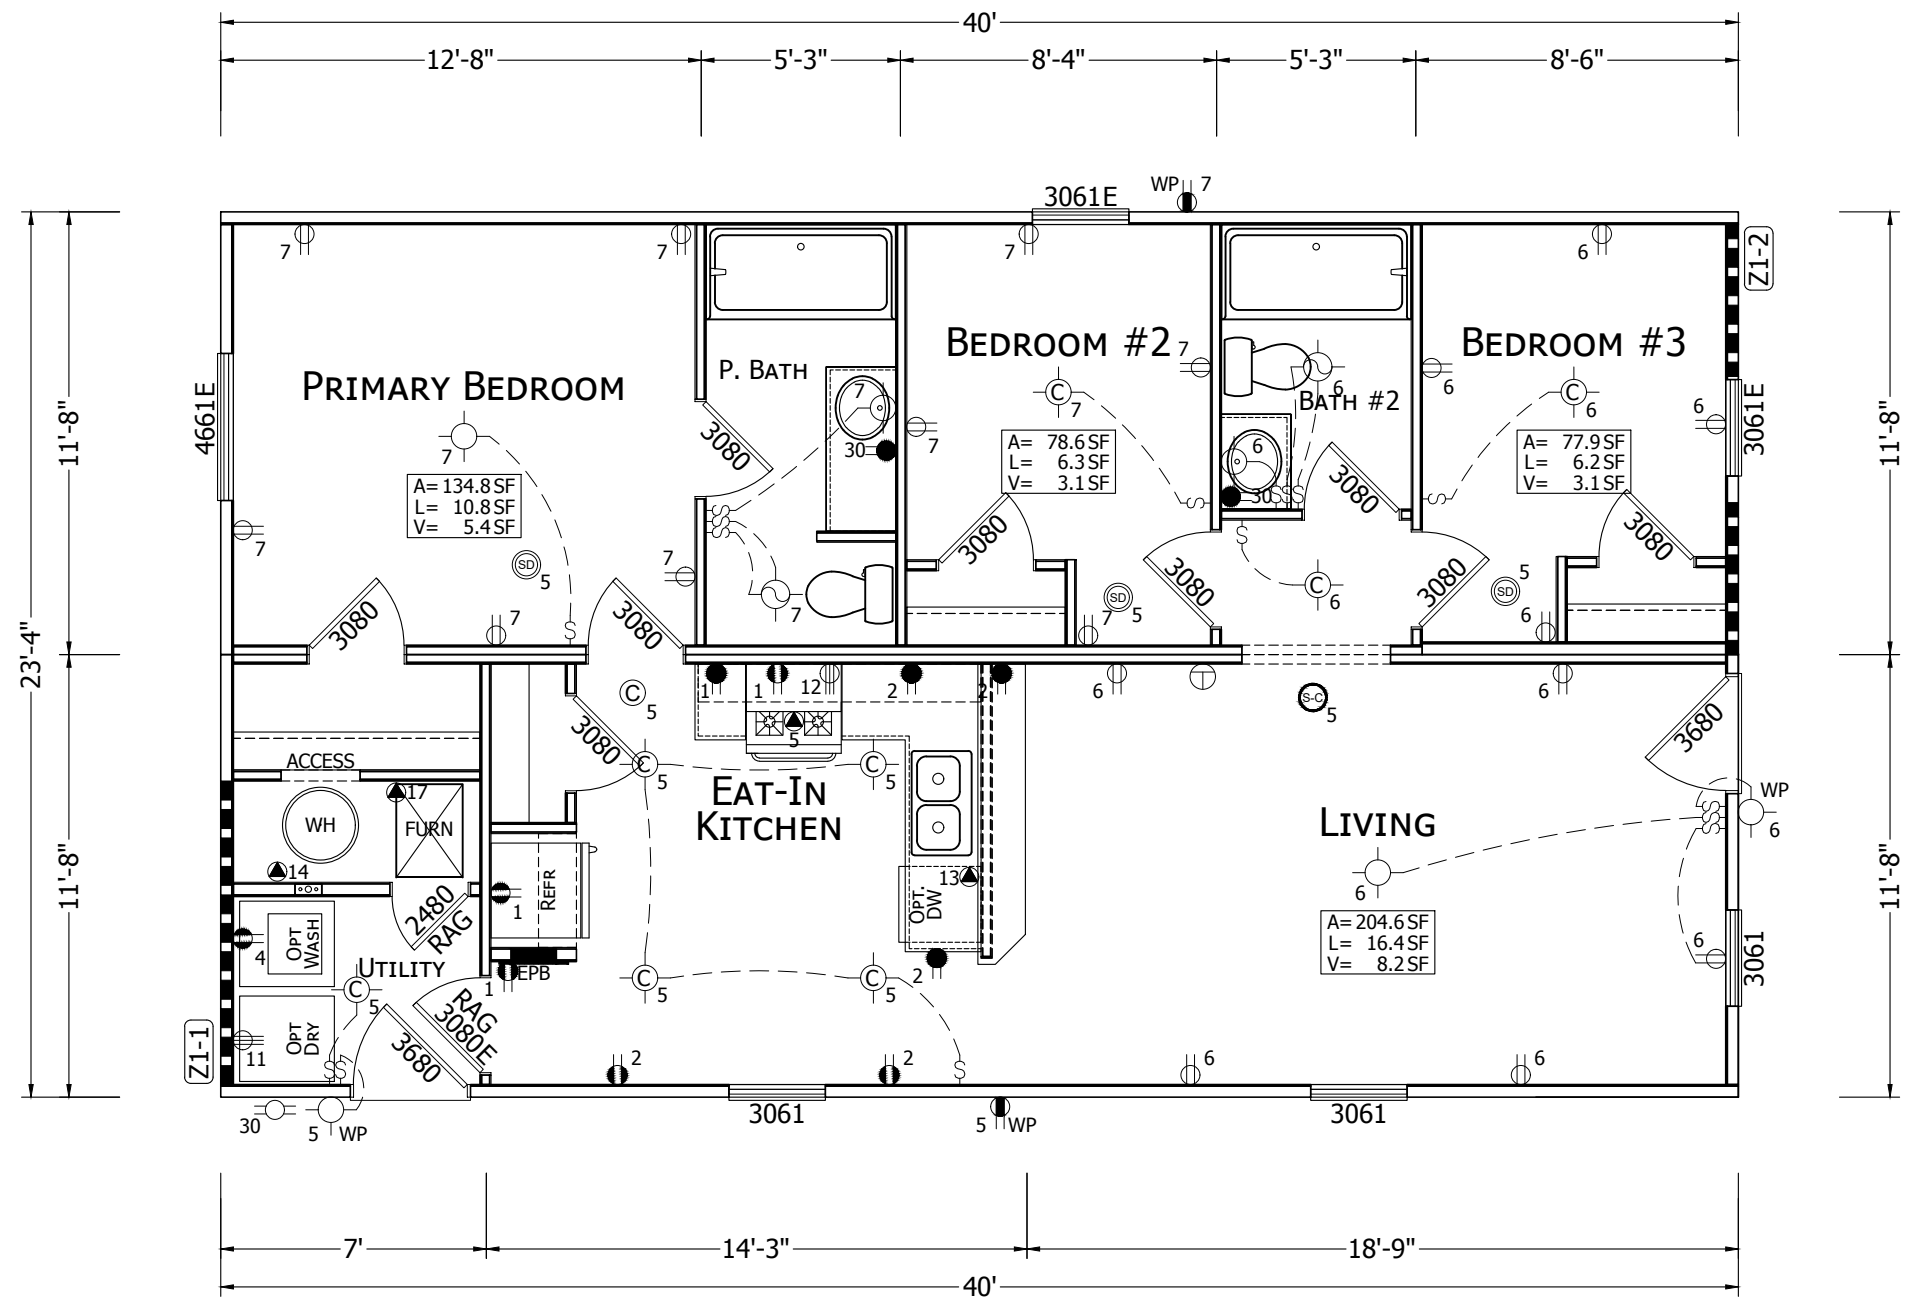 40'
12'-8"
5'-3"
8'-4"
5'-3"
8'-6"
3061E
WP
7
7
7
7
6
Z1-2
23'-4"
11'-8"
11'-8"
4661E
PRIMARY BEDROOM
7
A= 134.8 SF
L= 10.8 SF
V= 5.4 SF
7
SD
5
7
7
3080
3080
P. BATH
7
30
3080
7
BEDROOM #2
7
C
7
A= 78.6 SF
L= 6.3 SF
V= 3.1 SF
7
3080
SD
5
7
3080
BATH #2
6
6
30
S
S
S
3080
S
C
6
BEDROOM #3
6
C
6
A= 77.9 SF
L= 6.2 SF
V= 3.1 SF
6
3061E
3080
3080
SD
5
6
S
S
S
S
S
11'-8"
11'-8"
ACCESS
WH
17
FURN
14
2480
RAG
OPT
WASH
4
UTILITY
C
5
OPT
DRY
11
Z1-1
S
S
3680
RAG
3080E
30
5
WP
3080
C
5
REFR
1
EPB
1
1
1
12
2
2
5
C
5
C
5
EAT-IN
KITCHEN
OPT.
DW
13
2
C
5
C
5
2
2
S
3061
5
WP
6
T
S-C
5
6
3680
WP
6
S
S
S
LIVING
6
A= 204.6 SF
L= 16.4 SF
V= 8.2 SF
6
3061
6
6
3061
7'
14'-3"
18'-9"
40'